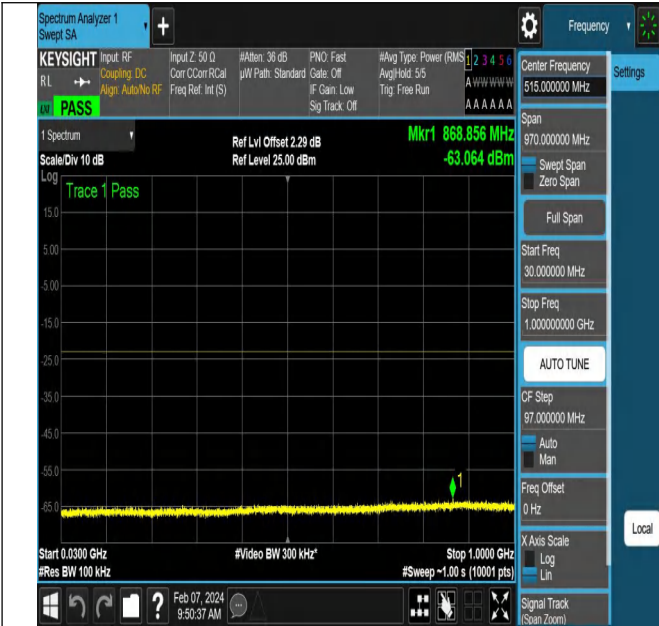 Spectrum Analyzer 1
Swept SA
Frequency
KEYSIGHT
RL
LXI PASS
Input: RF
Coupling: DC
Align: Auto/No RF
Input Z: 50 Ω
Corr CCorr RCal
Freq Ref: Int (S)
#Atten: 36 dB
µW Path: Standard
PNO: Fast
Gate: Off
IF Gain: Low
Sig Track: Off
#Avg Type: Power (RMS
Avg|Hold: 5/5
Trig: Free Run
1 2 3 4 5 6
A W W W W W
A A A A A A
1 Spectrum
Scale/Div 10 dB
Ref Lvl Offset 2.29 dB
Ref Level 25.00 dBm
Mkr1 868.856 MHz
-63.064 dBm
Log
Trace 1 Pass
15.0
5.00
-5.00
-15.0
-25.0
-35.0
-45.0
-55.0
-65.0
1
Start 0.0300 GHz
#Res BW 100 kHz
#Video BW 300 kHz*
Stop 1.0000 GHz
#Sweep ~1.00 s (10001 pts)
?
Feb 07, 2024
9:50:37 AM
Center Frequency
515.000000 MHz
Settings
Span
970.000000 MHz
Swept Span
Zero Span
Full Span
Start Freq
30.000000 MHz
Stop Freq
1.000000000 GHz
AUTO TUNE
CF Step
97.000000 MHz
Auto
Man
Freq Offset
0 Hz
X Axis Scale
Log
Lin
Local
Signal Track
(Span Zoom)